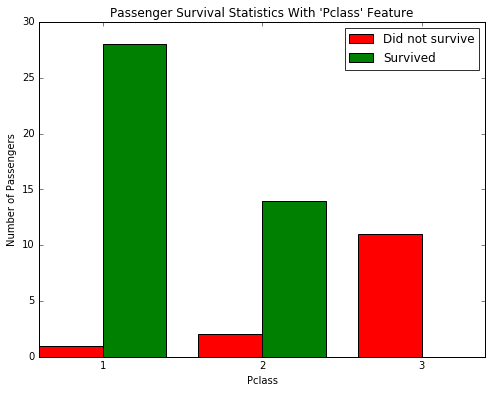 Passenger Survival Statistics With 'Pclass' Feature
30
25
20
15
10
5
0
Number of Passengers
Did not survive
Survived
1 2 3
Pclass